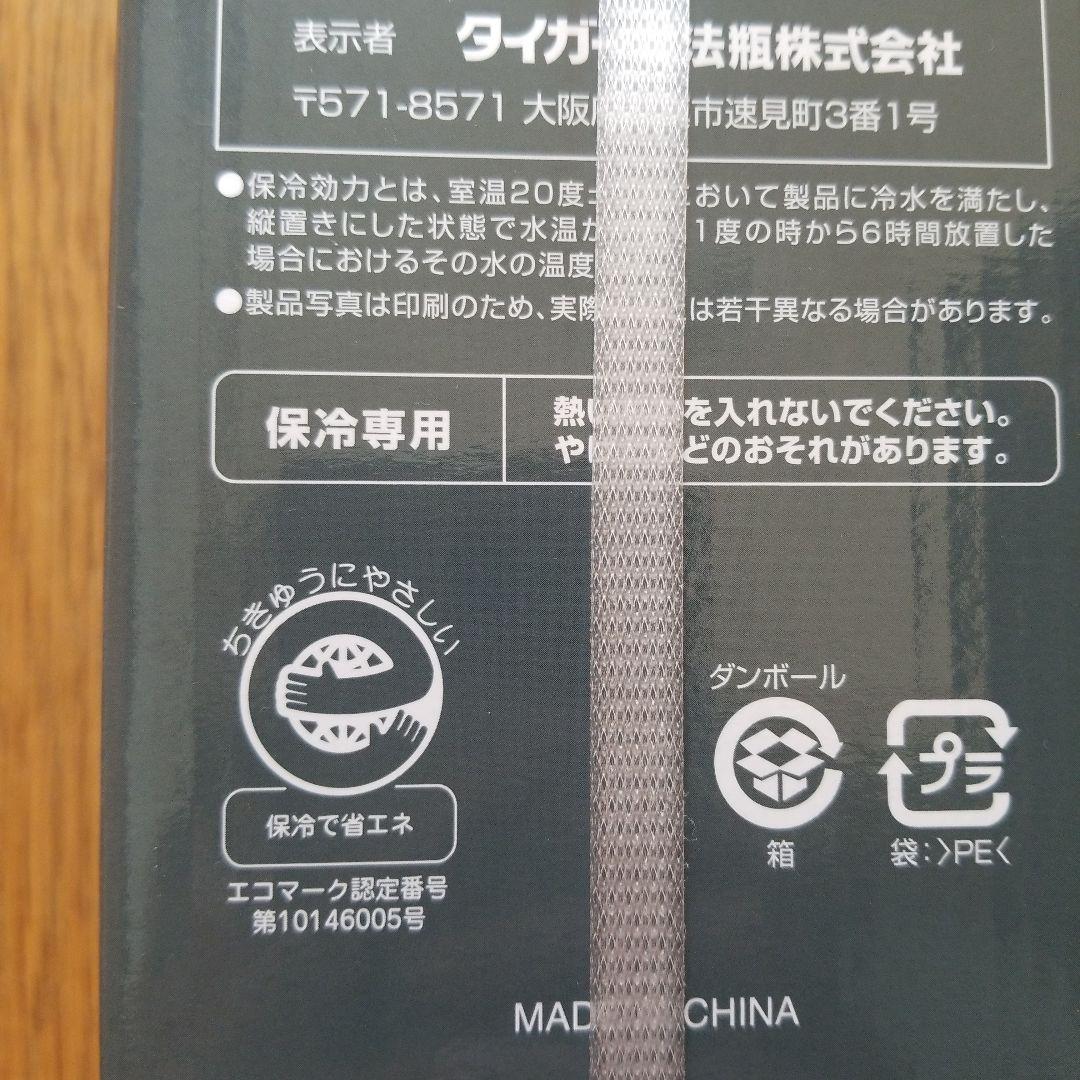 表示者 タイガー 法瓶株式会社
〒571-8571 大阪 市速見町3番1号
●保冷効力とは、室温20度± おいて製品に冷水を満たし、
縦置きにした状態で水温が 1度の時から6時間放置した
場合におけるその水の温度
●製品写真は印刷のため、実際 は若干異なる場合があります。
保冷専用
熱い を入れないでください。
や どのおそれがあります。
ちきゅうにやさしい
保冷で省エネ
エコマーク認定番号
第10146005号
ダンボール
箱
プラ
袋:〉PE〈
MADE CHINA